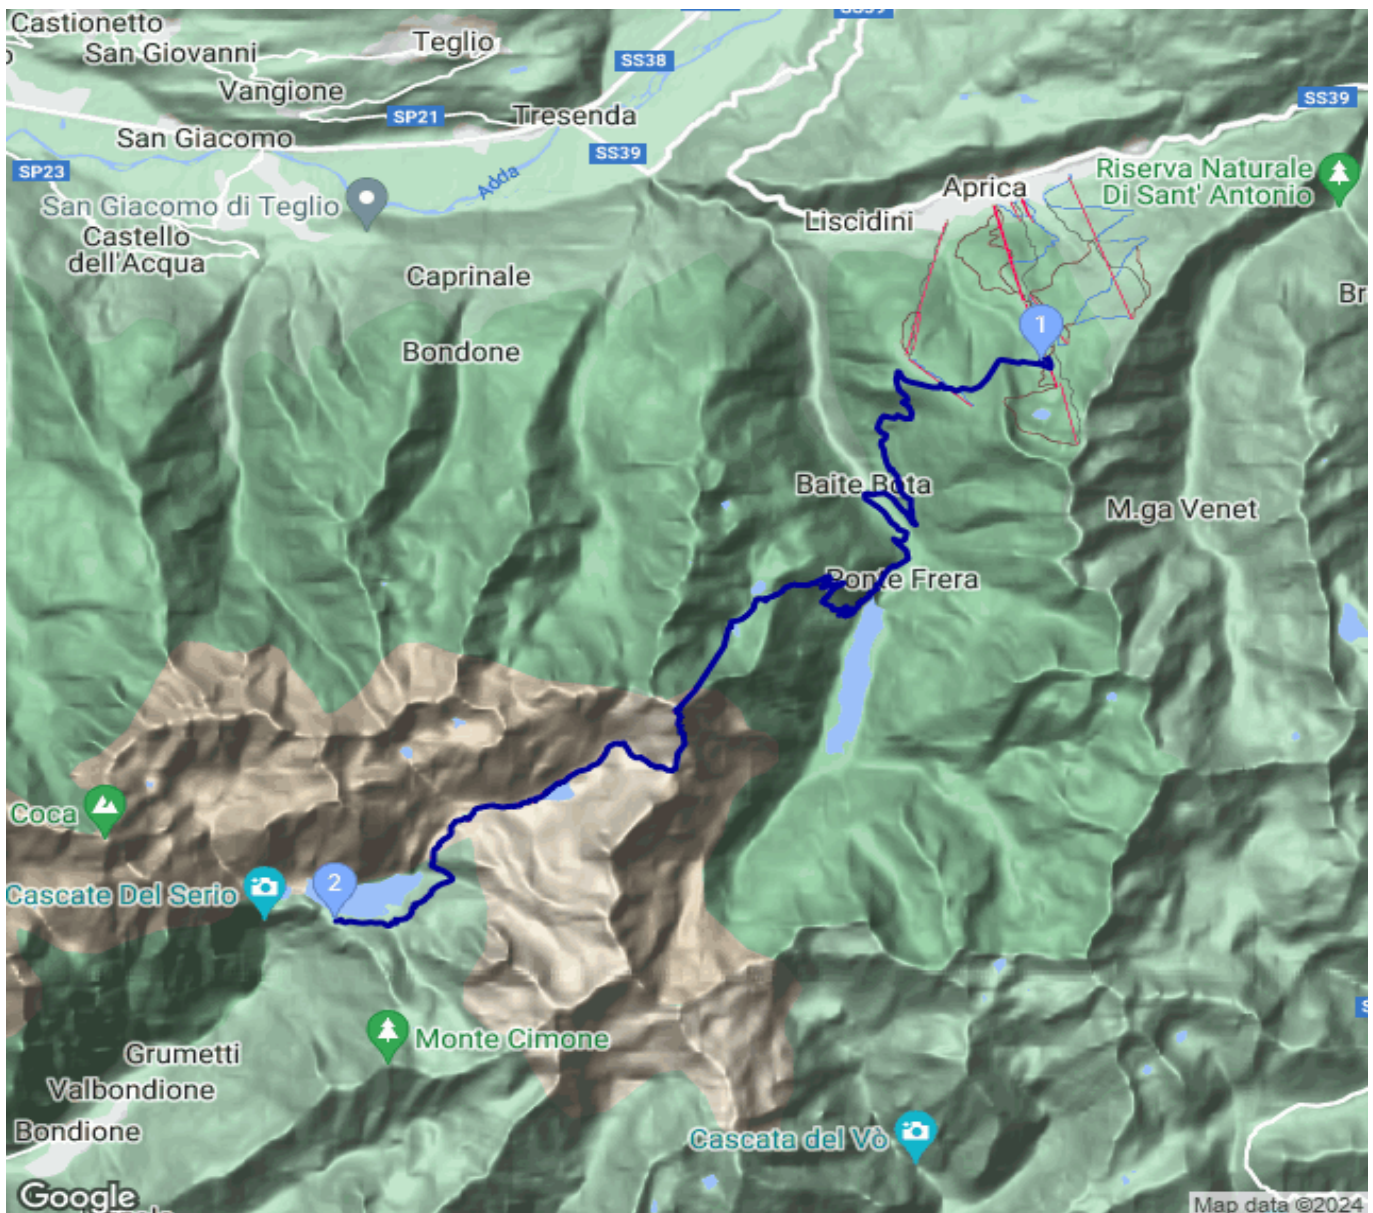 Castionetto
San Giovanni
Teglio
SS39
SS38
Vangione
SP21
Tresenda
SS39
San Giacomo
SS39
SP23
Adda
Aprica
Riserva Naturale
Di Sant' Antonio
San Giacomo di Teglio
Liscidini
Castello
dell'Acqua
Caprinale
Br
1
Bondone
Baite Bota
M.ga Venet
Ponte Frera
Coca
2
Cascate Del Serio
Monte Cimone
Grumetti
Valbondione
Bondione
Cascata del Vò
Google
Map data ©2024